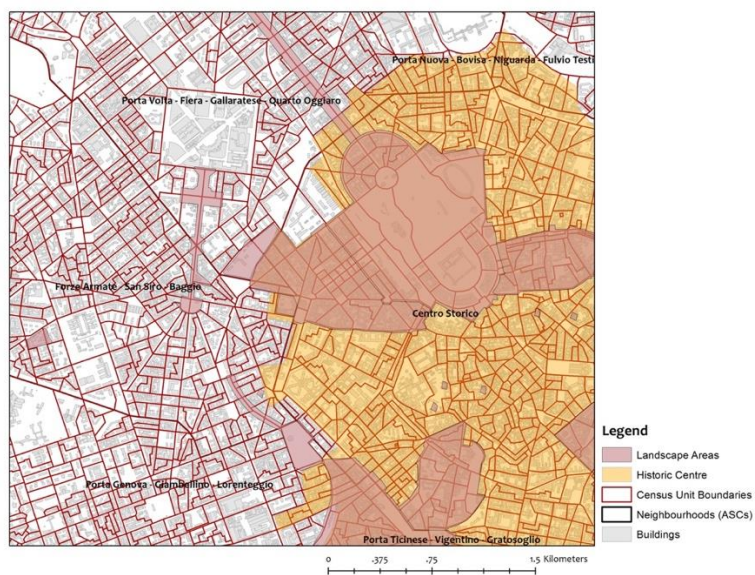 Porta Nuova - Bovisa - Niguarda - Fulvio Testi
Porta Volta - Fiera - Gallaratese - Quarto Oggiaro
Forze Armate - San Siro - Baggio
Centro Storico
Porta Genova - Giambellino - Lorenteggio
Porta Ticinese - Vigentino - Gratosoglio
Legend
Landscape Areas
Historic Centre
Census Unit Boundaries
Neighbourhoods (ASCs)
Buildings
0 .375 .75 1.5 Kilometers